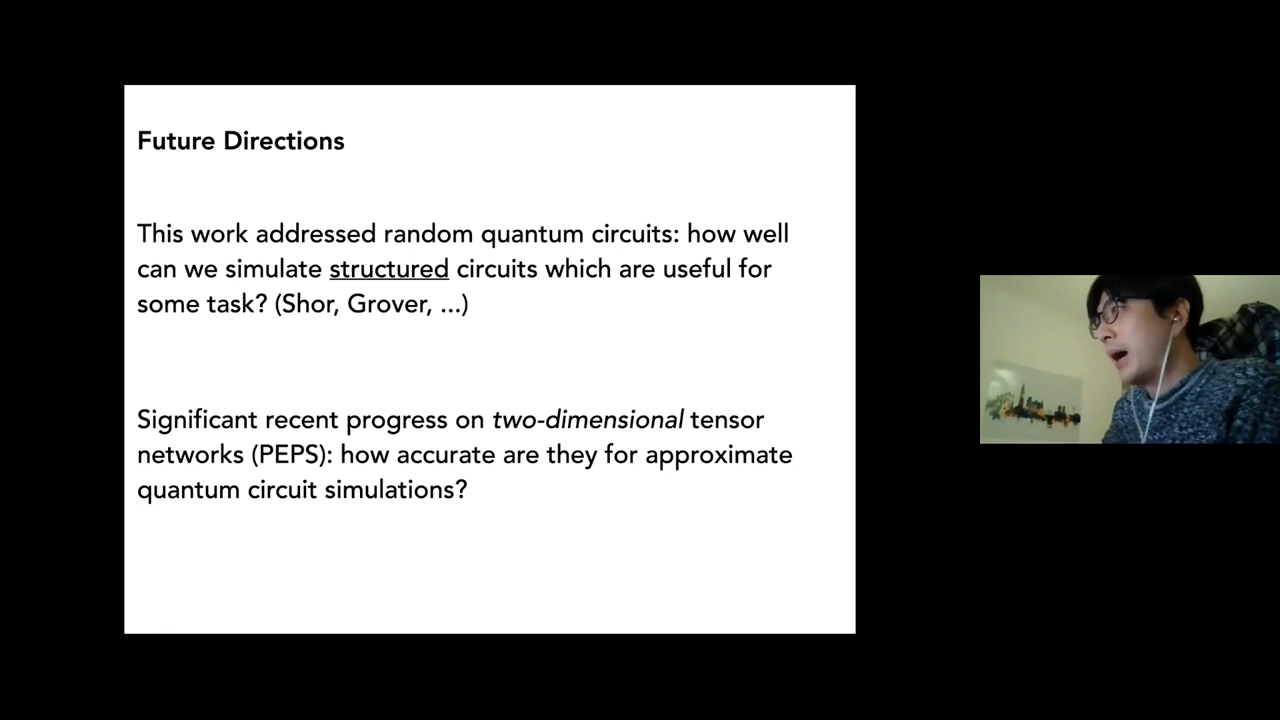 Future Directions
This work addressed random quantum circuits: how well
can we simulate structured circuits which are useful for
some task? (Shor, Grover, ...)
Significant recent progress on two-dimensional tensor
networks (PEPS): how accurate are they for approximate
quantum circuit simulations?